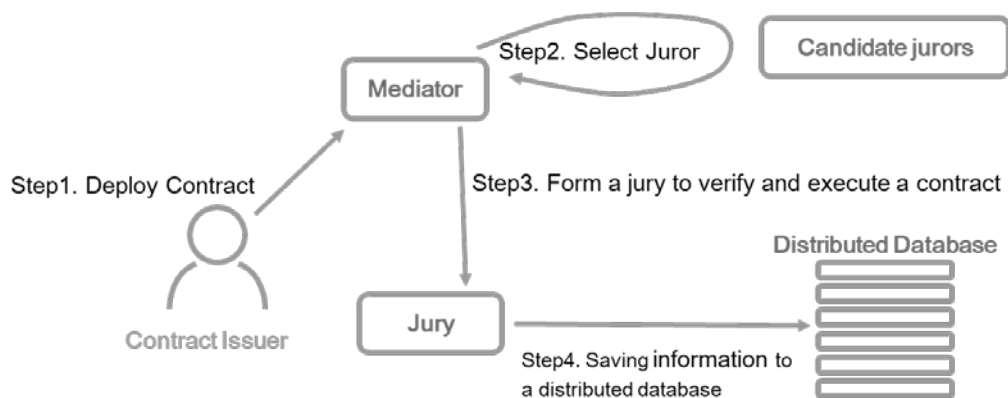 Step2. Select Juror
Candidate jurors
Mediator
Step1. Deploy Contract
Step3. Form a jury to verify and execute a contract
Distributed Database
Jury
Contract Issuer
Step4. Saving information to
a distributed database